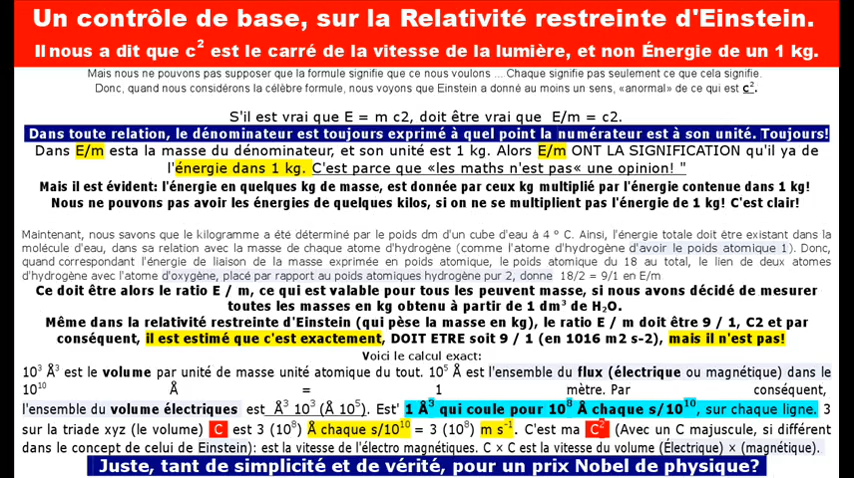 Un contrôle de base, sur la Relativité restreinte d'Einstein.
Il nous a dit que c² est le carré de la vitesse de la lumière, et non Énergie de un 1 kg.
Mais nous ne pouvons pas supposer que la formule signifie que ce nous voulons ... Chaque signifie pas seulement ce que cela signifie.
Donc, quand nous considérons la célèbre formule, nous voyons que Einstein a donné au moins un sens, «anormal» de ce qui est c².
S'il est vrai que E = m c2, doit être vrai que E/m = c2.
Dans toute relation, le dénominateur est toujours exprimé à quel point la numérateur est à son unité. Toujours!
Dans E/m esta la masse du dénominateur, et son unité est 1 kg. Alors E/m ONT LA SIGNIFICATION qu'il ya de
l'énergie dans 1 kg. C'est parce que «les maths n'est pas« une opinion! "
Mais il est évident: l'énergie en quelques kg de masse, est donnée par ceux kg multiplié par l'énergie contenue dans 1 kg!
Nous ne pouvons pas avoir les énergies de quelques kilos, si on ne se multiplient pas l'énergie de 1 kg! C'est clair!
Maintenant, nous savons que le kilogramme a été déterminé par le poids dm d'un cube d'eau à 4 ° C. Ainsi, l'énergie totale doit être existant dans la
molécule d'eau, dans sa relation avec la masse de chaque atome d'hydrogène (comme l'atome d'hydrogène d'avoir le poids atomique 1). Donc,
quand correspondant l'énergie de liaison de la masse exprimée en poids atomique, le poids atomique du 18 au total, le lien de deux atomes
d'hydrogène avec l'atome d'oxygène, placé par rapport au poids atomiques hydrogène pur 2, donne 18/2 = 9/1 en E/m
Ce doit être alors le ratio E / m, ce qui est valable pour tous les peuvent masse, si nous avons décidé de mesurer
toutes les masses en kg obtenu à partir de 1 dm³ de H₂O.
Même dans la relativité restreinte d'Einstein (qui pèse la masse en kg), le ratio E / m doit être 9 / 1, C2 et par
conséquent, il est estimé que c'est exactement, DOIT ETRE soit 9 / 1 (en 1016 m2 s-2), mais il n'est pas!
Voici le calcul exact:
10³ Å³ est le volume par unité de masse unité atomique du tout. 10⁵ Å est l'ensemble du flux (électrique ou magnétique) dans le
10¹⁰ Å = 1 mètre. Par conséquent,
l'ensemble du volume électriques est Å³ 10³ (Å 10⁵). Est' 1 Å³ qui coule pour 10⁸ Å chaque s/10¹⁰, sur chaque ligne. 3
sur la triade xyz (le volume) C est 3 (10⁸) Å chaque s/10¹⁰ = 3 (10⁸) m s⁻¹. C'est ma C² (Avec un C majuscule, si différent
dans le concept de celui de Einstein): est la vitesse de l'électro magnétiques. C × C est la vitesse du volume (Électrique) × (magnétique).
Juste, tant de simplicité et de vérité, pour un prix Nobel de physique?